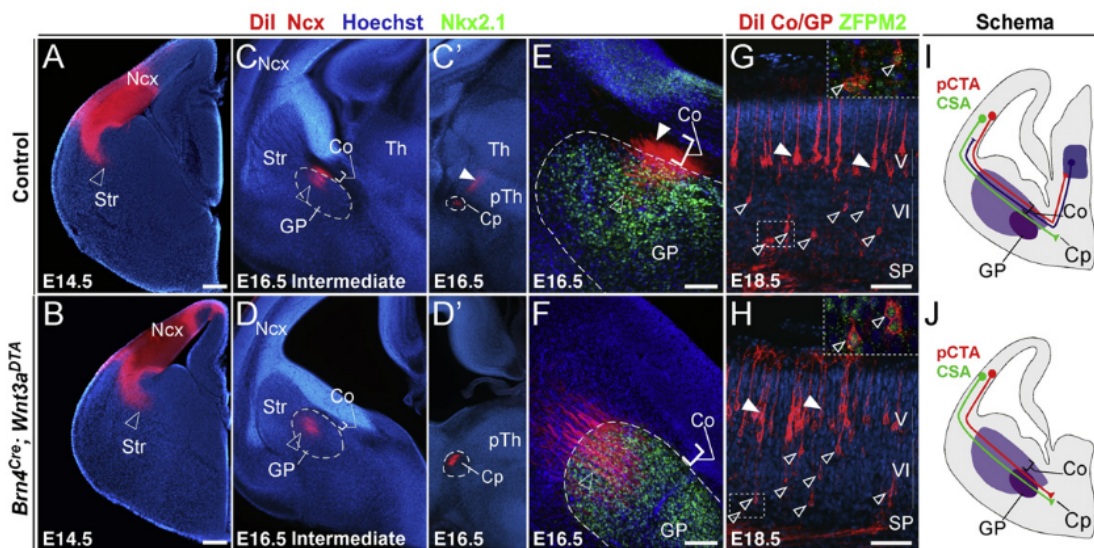 DiI Ncx Hoechst Nkx2.1 DiI Co/GP ZFPM2 Schema
Control
A Ncx Str E14.5
C Ncx Str Co Th GP E16.5 Intermediate
C' Th pTh Cp E16.5
E Co GP E16.5
G V VI SP E18.5
I pCTA CSA Co Cp GP
Brn4Cre; Wnt3aDTA
B Ncx Str E14.5
D Ncx Str Co GP E16.5 Intermediate
D' pTh Cp E16.5
F Co GP E16.5
H V VI SP E18.5
J pCTA CSA Co Cp GP